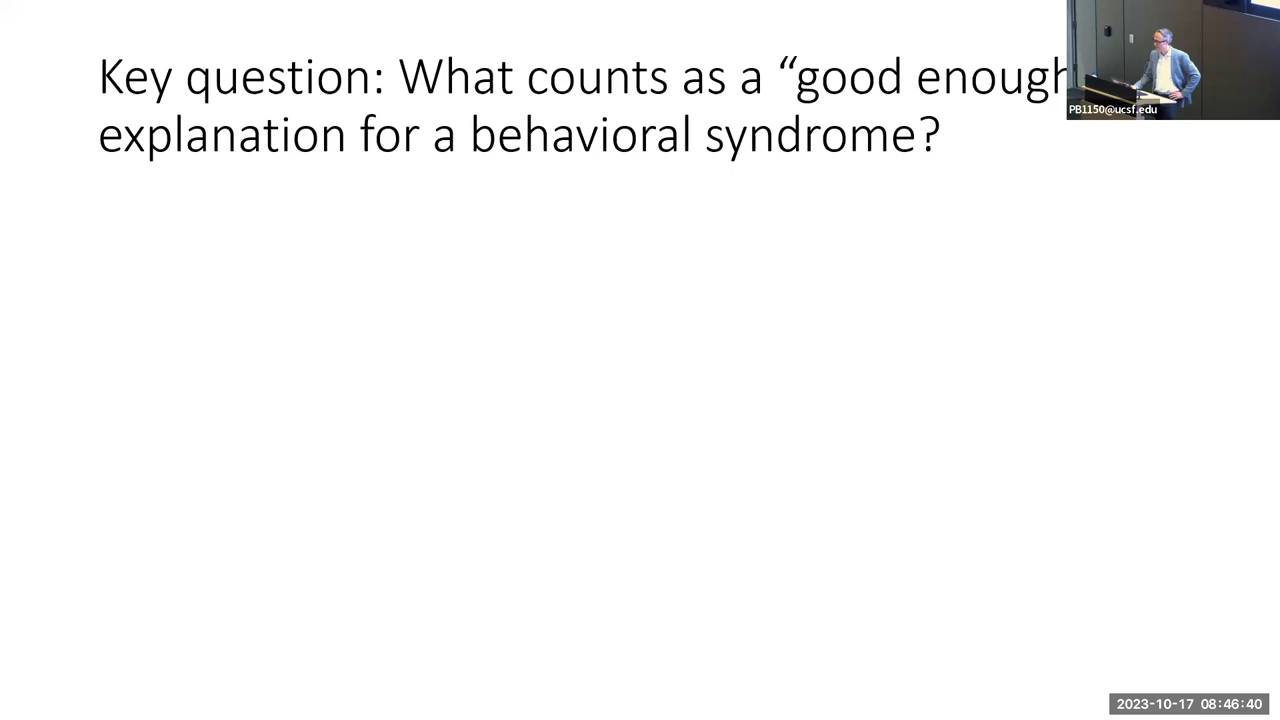 Key question: What counts as a “good enough
explanation for a behavioral syndrome?
PB1150@ucsf.edu
2023-10-17 08:46:40